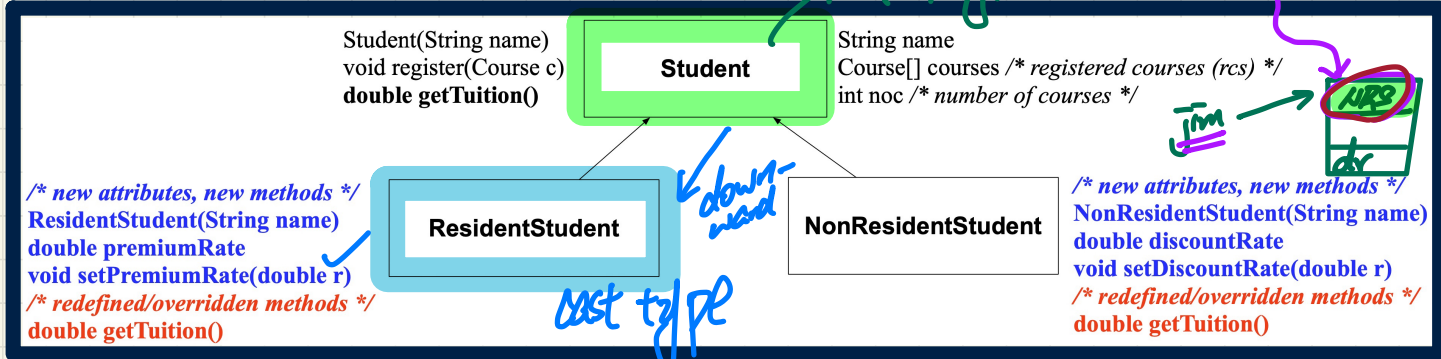 Student(String name)
void register(Course c)
double getTuition()
Student
String name
Course[] courses /* registered courses (rcs) */
int noc /* number of courses */
jim
NRS
dr
down-
ward
/* new attributes, new methods */
ResidentStudent(String name)
double premiumRate
void setPremiumRate(double r)
/* redefined/overridden methods */
double getTuition()
ResidentStudent
cast type
NonResidentStudent
/* new attributes, new methods */
NonResidentStudent(String name)
double discountRate
void setDiscountRate(double r)
/* redefined/overridden methods */
double getTuition()